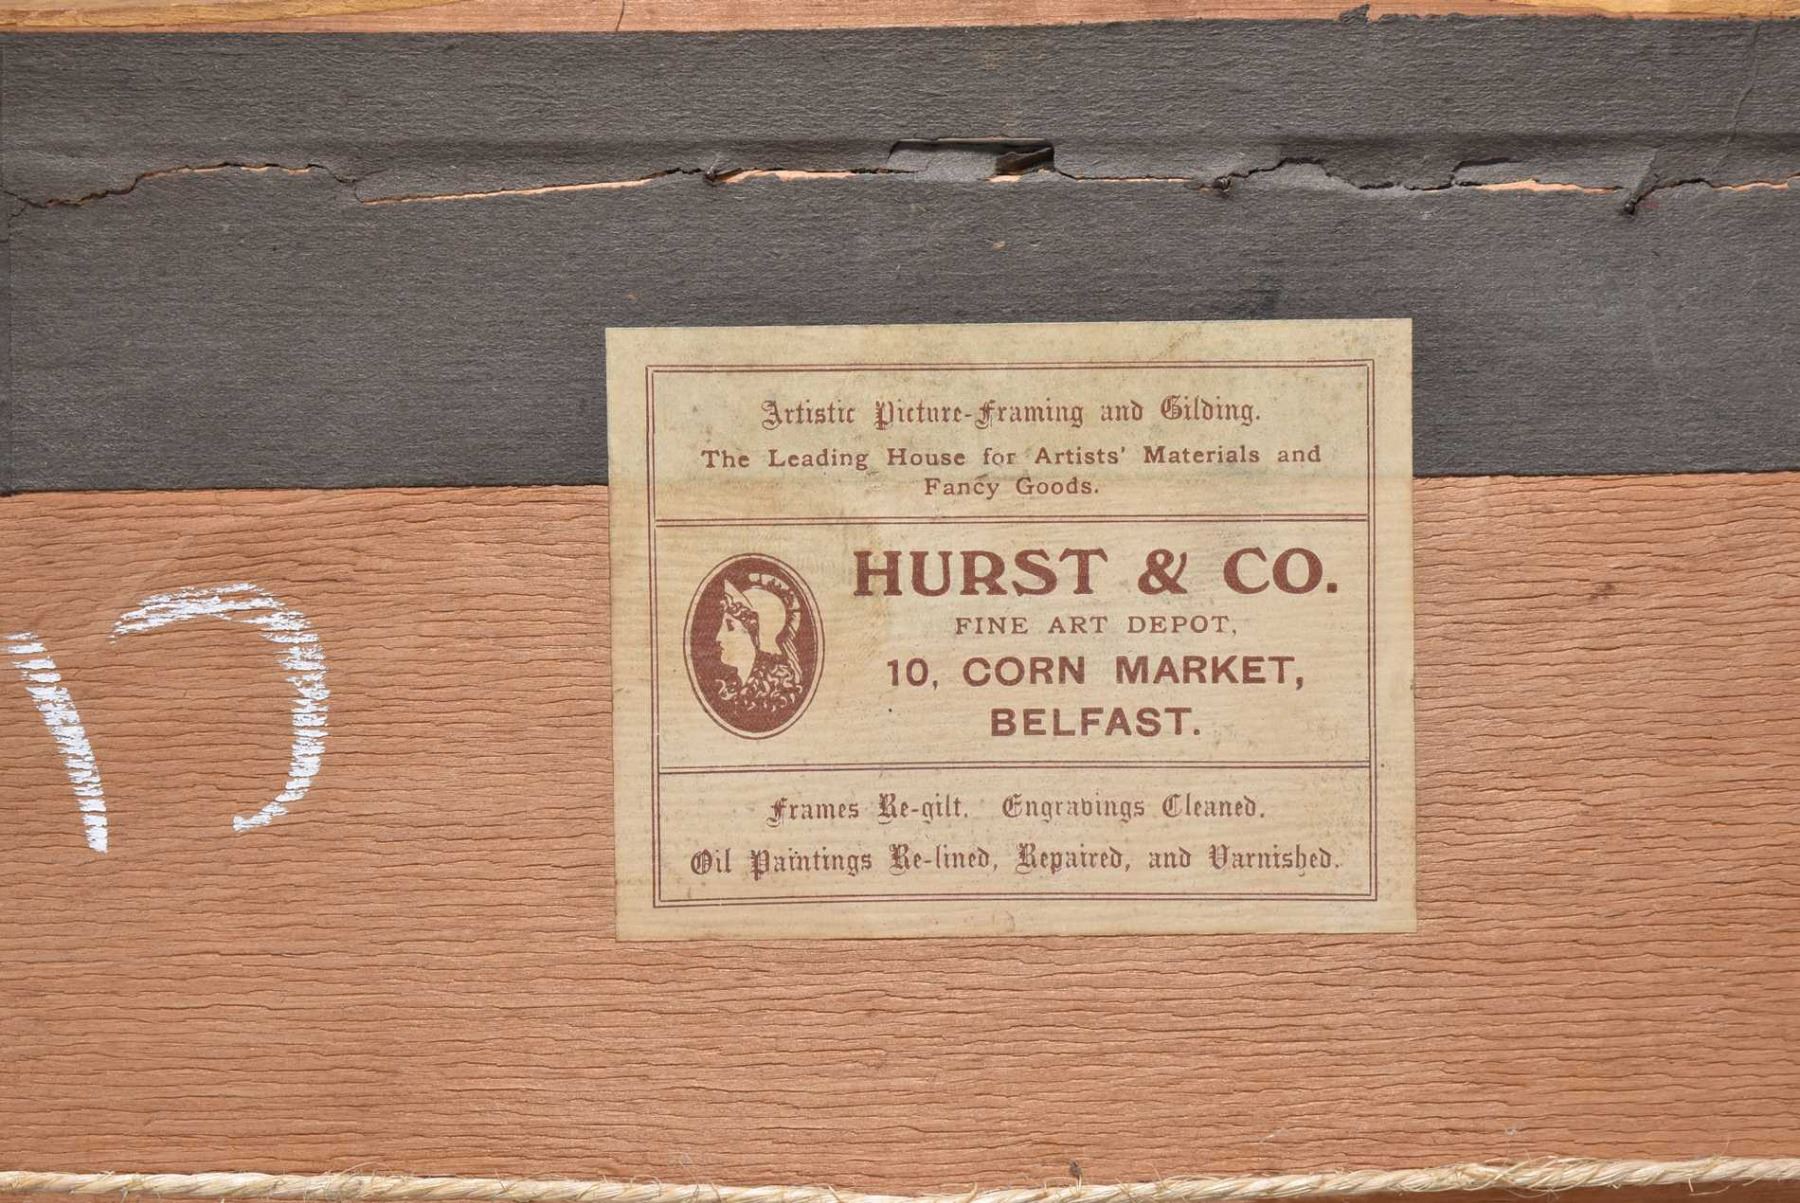 Artistic Picture-Framing and Gilding.
The Leading House for Artists' Materials and
Fancy Goods.
HURST & CO.
FINE ART DEPOT,
10, CORN MARKET,
BELFAST.
Frames Re-gilt. Engravings Cleaned.
Oil Paintings Re-lined, Repaired, and Varnished.